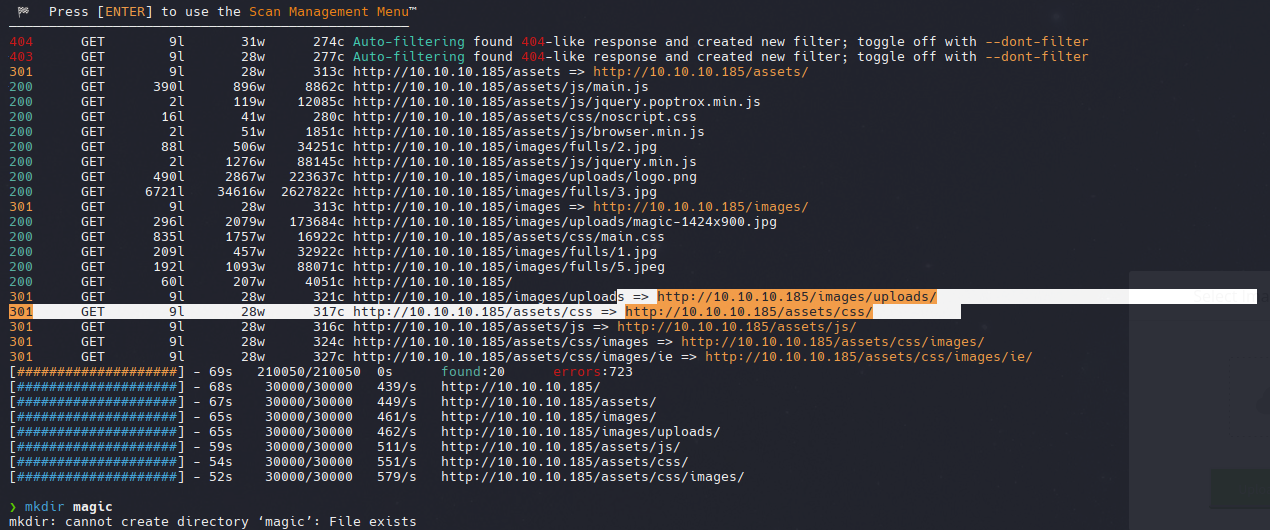 🏁  Press [ENTER] to use the Scan Management Menu™
──────────────────────────────────────────────────
404      GET        9l       31w      274c Auto-filtering found 404-like response and created new filter; toggle off with --dont-filter
403      GET        9l       28w      277c Auto-filtering found 404-like response and created new filter; toggle off with --dont-filter
301      GET        9l       28w      313c http://10.10.10.185/assets => http://10.10.10.185/assets/
200      GET      390l      896w     8862c http://10.10.10.185/assets/js/main.js
200      GET        2l      119w    12085c http://10.10.10.185/assets/js/jquery.poptrox.min.js
200      GET       16l       41w      280c http://10.10.10.185/assets/css/noscript.css
200      GET        2l       51w     1851c http://10.10.10.185/assets/js/browser.min.js
200      GET       88l      506w    34251c http://10.10.10.185/images/fulls/2.jpg
200      GET        2l     1276w    88145c http://10.10.10.185/assets/js/jquery.min.js
200      GET      490l     2867w   223637c http://10.10.10.185/images/uploads/logo.png
200      GET     6721l    34616w  2627822c http://10.10.10.185/images/fulls/3.jpg
301      GET        9l       28w      313c http://10.10.10.185/images => http://10.10.10.185/images/
200      GET      296l     2079w   173684c http://10.10.10.185/images/uploads/magic-1424x900.jpg
200      GET      835l     1757w    16922c http://10.10.10.185/assets/css/main.css
200      GET      209l      457w    32922c http://10.10.10.185/images/fulls/1.jpg
200      GET      192l     1093w    88071c http://10.10.10.185/images/fulls/5.jpeg
200      GET       60l      207w     4051c http://10.10.10.185/
301      GET        9l       28w      321c http://10.10.10.185/images/uploads => http://10.10.10.185/images/uploads/
301      GET        9l       28w      317c http://10.10.10.185/assets/css => http://10.10.10.185/assets/css/
301      GET        9l       28w      316c http://10.10.10.185/assets/js => http://10.10.10.185/assets/js/
301      GET        9l       28w      324c http://10.10.10.185/assets/css/images => http://10.10.10.185/assets/css/images/
301      GET        9l       28w      327c http://10.10.10.185/assets/css/images/ie => http://10.10.10.185/assets/css/images/ie/
[####################] - 69s   210050/210050  0s      found:20      errors:723
[####################] - 68s    30000/30000   439/s   http://10.10.10.185/
[####################] - 67s    30000/30000   449/s   http://10.10.10.185/assets/
[####################] - 65s    30000/30000   461/s   http://10.10.10.185/images/
[####################] - 65s    30000/30000   462/s   http://10.10.10.185/images/uploads/
[####################] - 59s    30000/30000   511/s   http://10.10.10.185/assets/js/
[####################] - 54s    30000/30000   551/s   http://10.10.10.185/assets/css/
[####################] - 52s    30000/30000   579/s   http://10.10.10.185/assets/css/images/
❯ mkdir magic
mkdir: cannot create directory ‘magic’: File exists